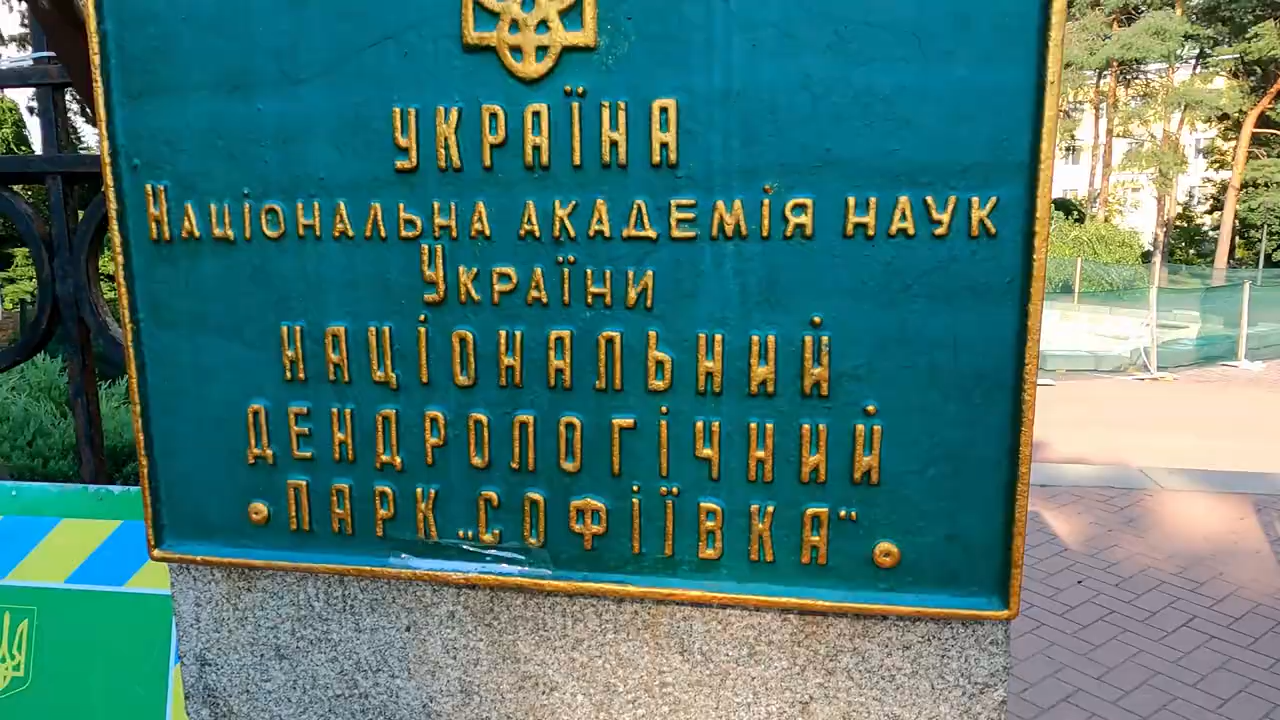 УКРАЇНА
Національна академія наук
України
НАЦІОНАЛЬНИЙ
ДЕНДРОЛОГІЧНИЙ
ПАРК „СОФІЇВКА“